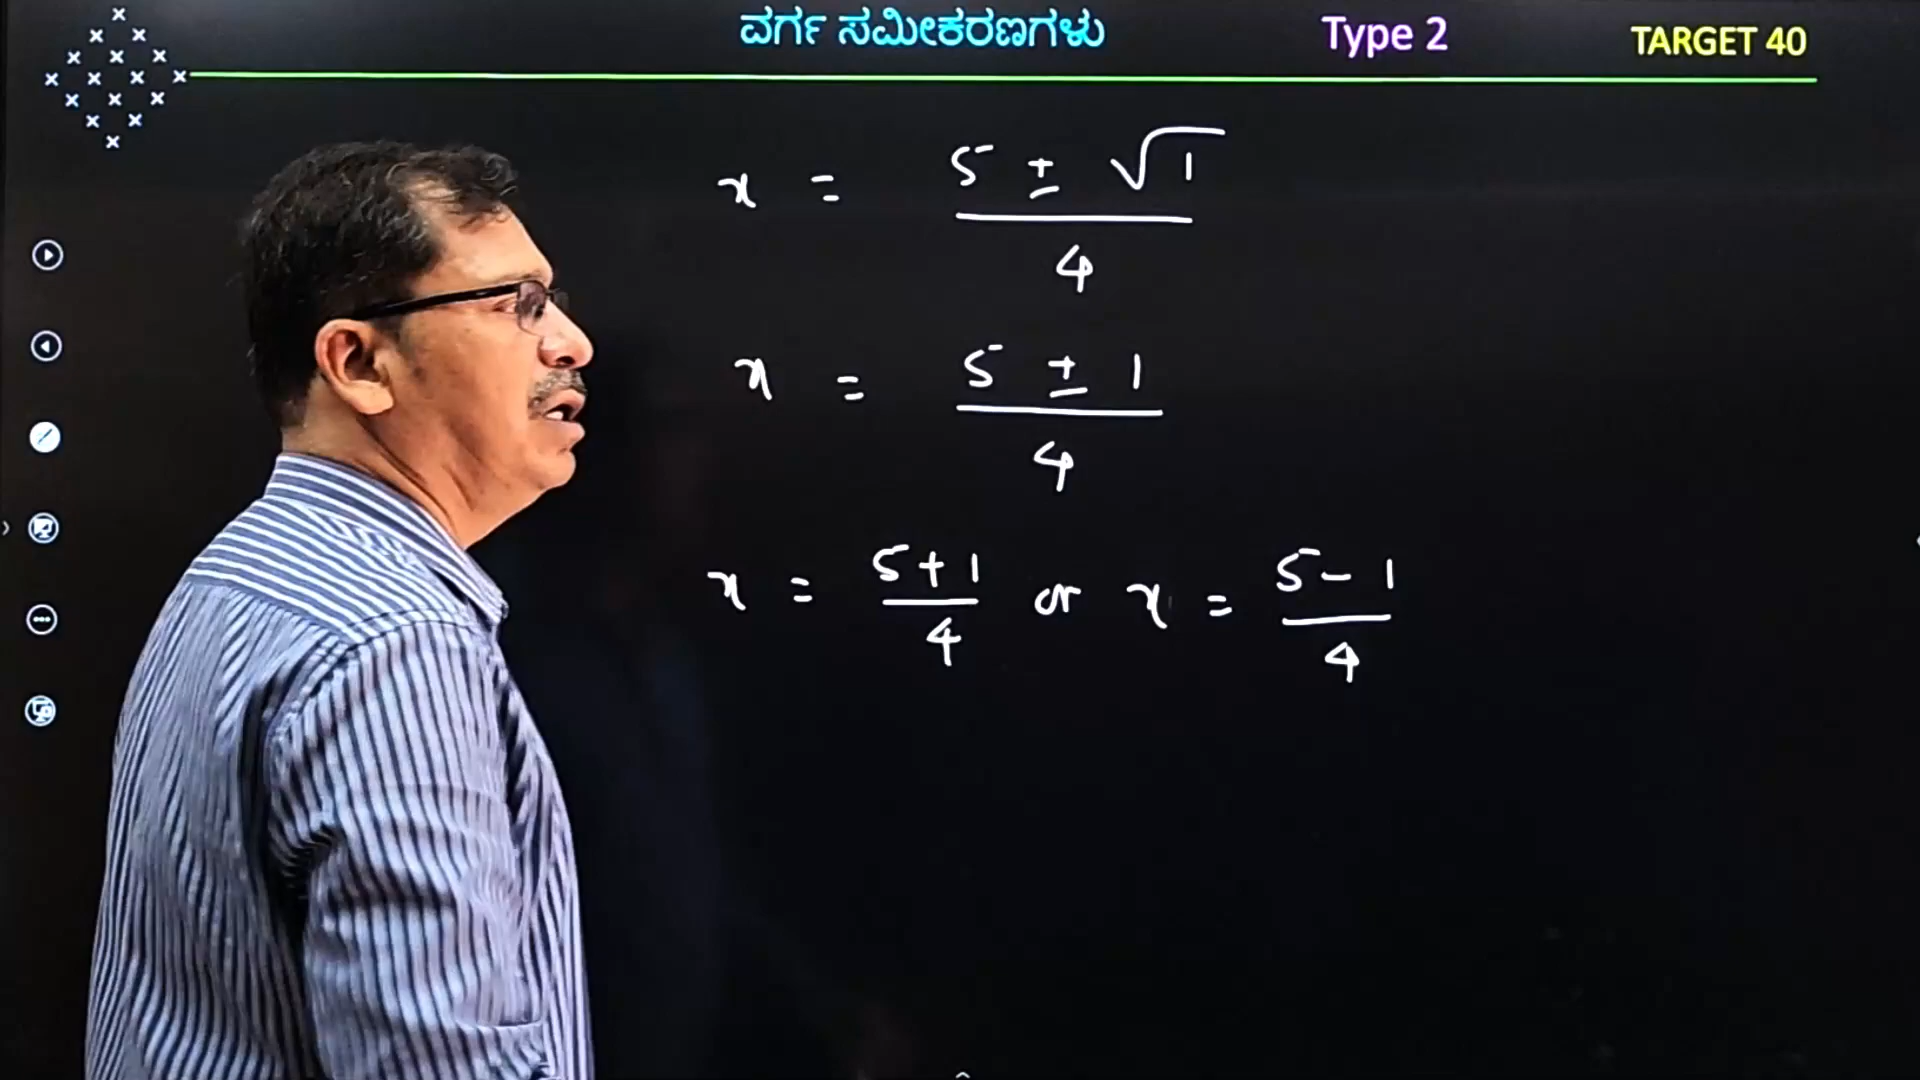 ವರ್ಗ ಸಮೀಕರಣಗಳು Type 2 TARGET 40
x = (5 ± √1)/4
x = (5 ± 1)/4
x = (5+1)/4 or x = (5-1)/4